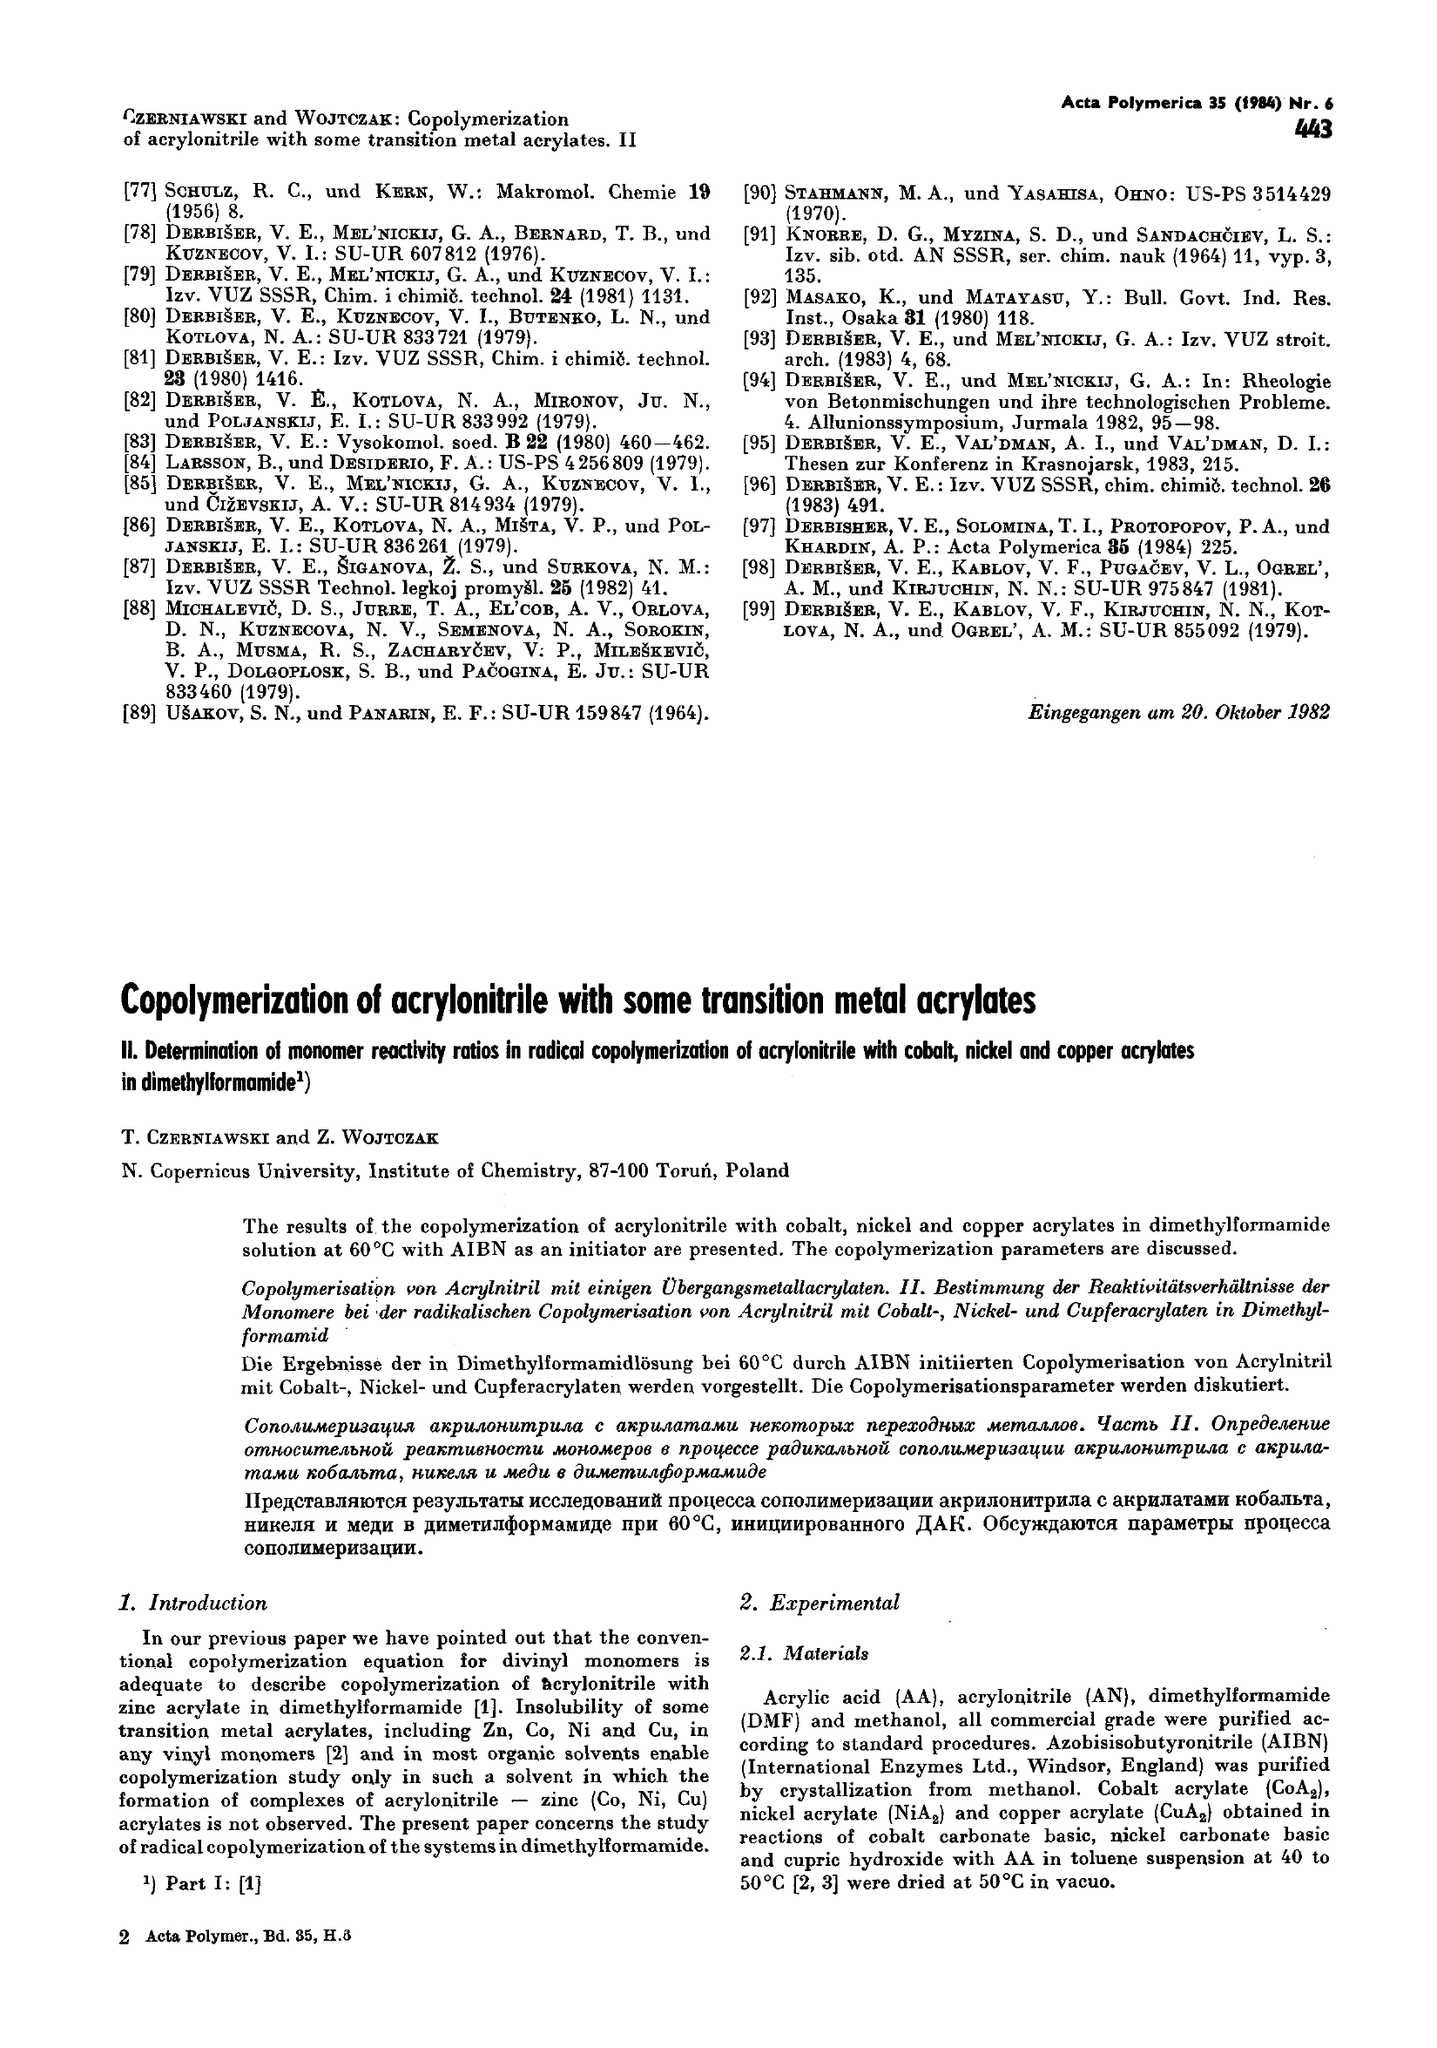 CZERNIAWSKI and WOJTCZAK: Copolymerization
of acrylonitrile with some transition metal acrylates. II
Acta Polymerica 35 (1984) Nr. 6
443
[77] SCHULZ, R. C., und KERN, W.: Makromol. Chemie 19
(1956) 8.
[78] DERBIŠER, V. E., MEL'NICKIJ, G. A., BERNARD, T. B., und
KUZNECOV, V. I.: SU-UR 607812 (1976).
[79] DERBIŠER, V. E., MEL'NICKIJ, G. A., und KUZNECOV, V. I.:
Izv. VUZ SSSR, Chim. i chimič. technol. 24 (1981) 1131.
[80] DERBIŠER, V. E., KUZNECOV, V. I., BUTENKO, L. N., und
KOTLOVA, N. A.: SU-UR 833721 (1979).
[81] DERBIŠER, V. E.: Izv. VUZ SSSR, Chim. i chimič. technol.
23 (1980) 1416.
[82] DERBIŠER, V. Ė., KOTLOVA, N. A., MIRONOV, JU. N.,
und POLJANSKIJ, E. I.: SU-UR 833992 (1979).
[83] DERBIŠER, V. E.: Vysokomol. soed. B 22 (1980) 460—462.
[84] LARSSON, B., und DESIDERIO, F. A.: US-PS 4256809 (1979).
[85] DERBIŠER, V. E., MEL'NICKIJ, G. A., KUZNECOV, V. I.,
und ČIŽEVSKIJ, A. V.: SU-UR 814934 (1979).
[86] DERBIŠER, V. E., KOTLOVA, N. A., MIŠTA, V. P., und POL-
JANSKIJ, E. I.: SU-UR 836261 (1979).
[87] DERBIŠER, V. E., ŠIGANOVA, Ž. S., und SURKOVA, N. M.:
Izv. VUZ SSSR Technol. legkoj promyšl. 25 (1982) 41.
[88] MICHALEVIČ, D. S., JURRE, T. A., EL'COB, A. V., ORLOVA,
D. N., KUZNECOVA, N. V., SEMENOVA, N. A., SOROKIN,
B. A., MUSMA, R. S., ZACHARYČEV, V. P., MILEŠKEVIČ,
V. P., DOLGOPLOSK, S. B., und PAČOGINA, E. JU.: SU-UR
833460 (1979).
[89] UŠAKOV, S. N., und PANARIN, E. F.: SU-UR 159847 (1964).
[90] STAHMANN, M. A., und YASAHISA, OHNO: US-PS 3514429
(1970).
[91] KNORRE, D. G., MYZINA, S. D., und SANDACHČIEV, L. S.:
Izv. sib. otd. AN SSSR, ser. chim. nauk (1964) 11, vyp. 3,
135.
[92] MASAKO, K., und MATAYASU, Y.: Bull. Govt. Ind. Res.
Inst., Osaka 31 (1980) 118.
[93] DERBIŠER, V. E., und MEL'NICKIJ, G. A.: Izv. VUZ stroit.
arch. (1983) 4, 68.
[94] DERBIŠER, V. E., und MEL'NICKIJ, G. A.: In: Rheologie
von Betonmischungen und ihre technologischen Probleme.
4. Allunionssymposium, Jurmala 1982, 95—98.
[95] DERBIŠER, V. E., VAL'DMAN, A. I., und VAL'DMAN, D. I.:
Thesen zur Konferenz in Krasnojarsk, 1983, 215.
[96] DERBIŠER, V. E.: Izv. VUZ SSSR, chim. chimič. technol. 26
(1983) 491.
[97] DERBISHER, V. E., SOLOMINA, T. I., PROTOPOPOV, P. A., und
KHARDIN, A. P.: Acta Polymerica 35 (1984) 225.
[98] DERBIŠER, V. E., KABLOV, V. F., PUGAČEV, V. L., OGREL',
A. M., und KIRJUCHIN, N. N.: SU-UR 975847 (1981).
[99] DERBIŠER, V. E., KABLOV, V. F., KIRJUCHIN, N. N., KOT-
LOVA, N. A., und OGREL', A. M.: SU-UR 855092 (1979).
Eingegangen am 20. Oktober 1982
Copolymerization of acrylonitrile with some transition metal acrylates
II. Determination of monomer reactivity ratios in radical copolymerization of acrylonitrile with cobalt, nickel and copper acrylates
in dimethylformamide¹)
T. CZERNIAWSKI and Z. WOJTCZAK
N. Copernicus University, Institute of Chemistry, 87-100 Toruń, Poland
The results of the copolymerization of acrylonitrile with cobalt, nickel and copper acrylates in dimethylformamide
solution at 60°C with AIBN as an initiator are presented. The copolymerization parameters are discussed.
Copolymerisation von Acrylnitril mit einigen Übergangsmetallacrylaten. II. Bestimmung der Reaktivitätsverhältnisse der
Monomere bei der radikalischen Copolymerisation von Acrylnitril mit Cobalt-, Nickel- und Cupferacrylaten in Dimethyl-
formamid
Die Ergebnisse der in Dimethylformamidlösung bei 60°C durch AIBN initiierten Copolymerisation von Acrylnitril
mit Cobalt-, Nickel- und Cupferacrylaten werden vorgestellt. Die Copolymerisationsparameter werden diskutiert.
Сополимеризация акрилонитрила с акрилатами некоторых переходных металлов. Часть II. Определение
относительной реактивности мономеров в процессе радикальной сополимеризации акрилонитрила с акрила-
тами кобальта, никеля и меди в диметилформамиде
Представляются результаты исследований процесса сополимеризации акрилонитрила с акрилатами кобальта,
никеля и меди в диметилформамиде при 60°C, инициированного ДАК. Обсуждаются параметры процесса
сополимеризации.
1. Introduction
In our previous paper we have pointed out that the conven-
tional copolymerization equation for divinyl monomers is
adequate to describe copolymerization of acrylonitrile with
zinc acrylate in dimethylformamide [1]. Insolubility of some
transition metal acrylates, including Zn, Co, Ni and Cu, in
any vinyl monomers [2] and in most organic solvents enable
copolymerization study only in such a solvent in which the
formation of complexes of acrylonitrile — zinc (Co, Ni, Cu)
acrylates is not observed. The present paper concerns the study
of radical copolymerization of the systems in dimethylformamide.
¹) Part I: [1]
2 Acta Polymer., Bd. 35, H.6
2. Experimental
2.1. Materials
Acrylic acid (AA), acrylonitrile (AN), dimethylformamide
(DMF) and methanol, all commercial grade were purified ac-
cording to standard procedures. Azobisisobutyronitrile (AIBN)
(International Enzymes Ltd., Windsor, England) was purified
by crystallization from methanol. Cobalt acrylate (CoA₂),
nickel acrylate (NiA₂) and copper acrylate (CuA₂) obtained in
reactions of cobalt carbonate basic, nickel carbonate basic
and cupric hydroxide with AA in toluene suspension at 40 to
50°C [2, 3] were dried at 50°C in vacuo.